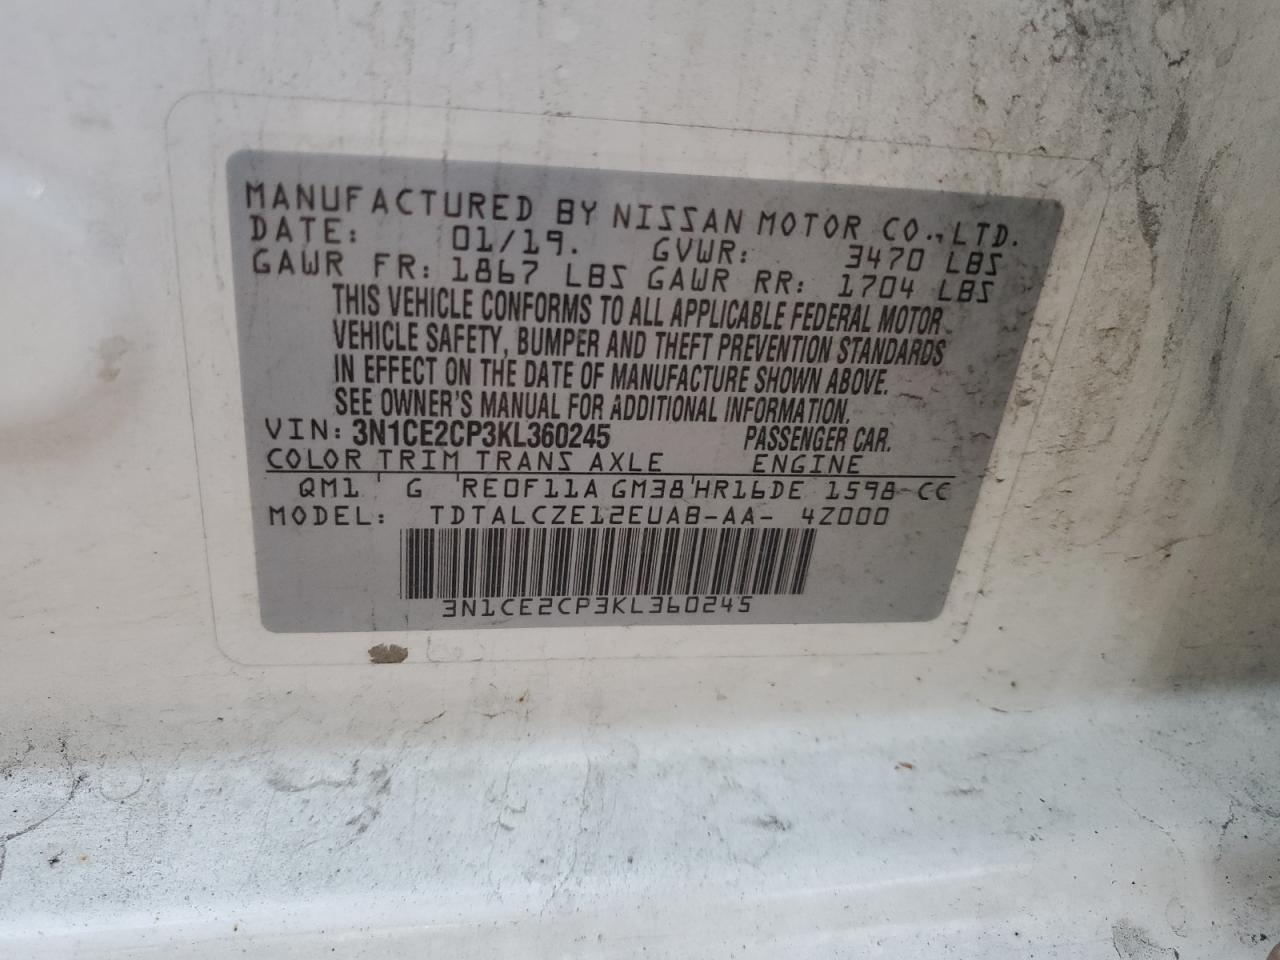 MANUFACTURED BY NISSAN MOTOR CO., LTD.
DATE: 01/19. GVWR: 3470 LBS
GAWR FR: 1867 LBS GAWR RR: 1704 LBS
THIS VEHICLE CONFORMS TO ALL APPLICABLE FEDERAL MOTOR
VEHICLE SAFETY, BUMPER AND THEFT PREVENTION STANDARDS
IN EFFECT ON THE DATE OF MANUFACTURE SHOWN ABOVE.
SEE OWNER'S MANUAL FOR ADDITIONAL INFORMATION.
VIN: 3N1CE2CP3KL360245 PASSENGER CAR.
COLOR TRIM TRANS AXLE ENGINE
QM1 ' G 'RE0F11A GM38'HR16DE 1598 CC
MODEL: TDTALCZE12EUAB-AA- 4Z000
3N1CE2CP3KL360245